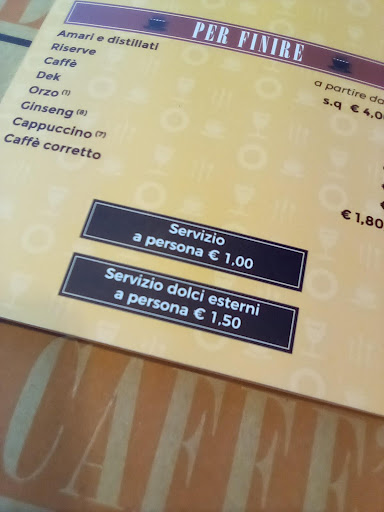 PER FINIRE
Amari e distillati a partire da
Riserve s.q € 4,0
Caffè
Dek
Orzo (1)
Ginseng (8)
Cappuccino (7)
Caffè corretto € 1,80
Servizio
a persona € 1.00
Servizio dolci esterni
a persona € 1,50
CAFFE